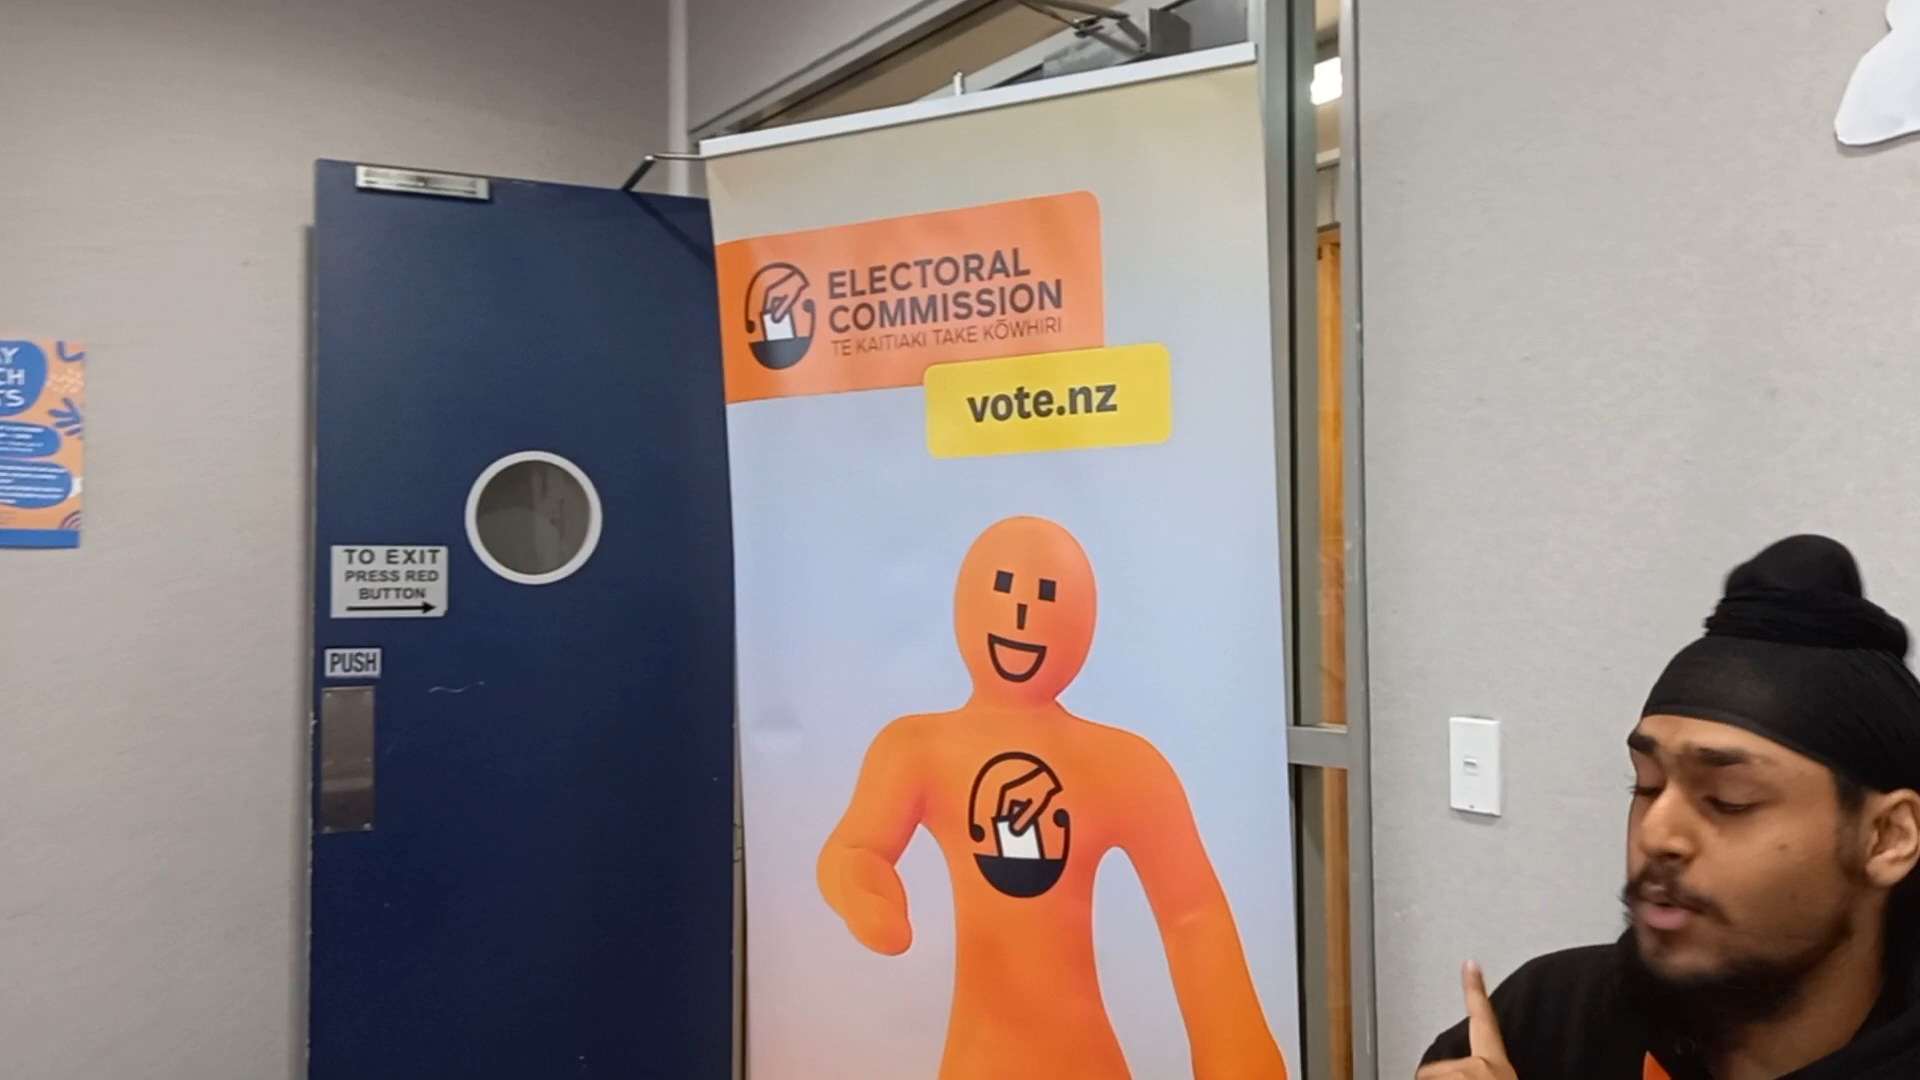 ELECTORAL
COMMISSION
TE KAITIAKI TAKE KŌWHIRI
vote.nz
TO EXIT
PRESS RED
BUTTON
PUSH